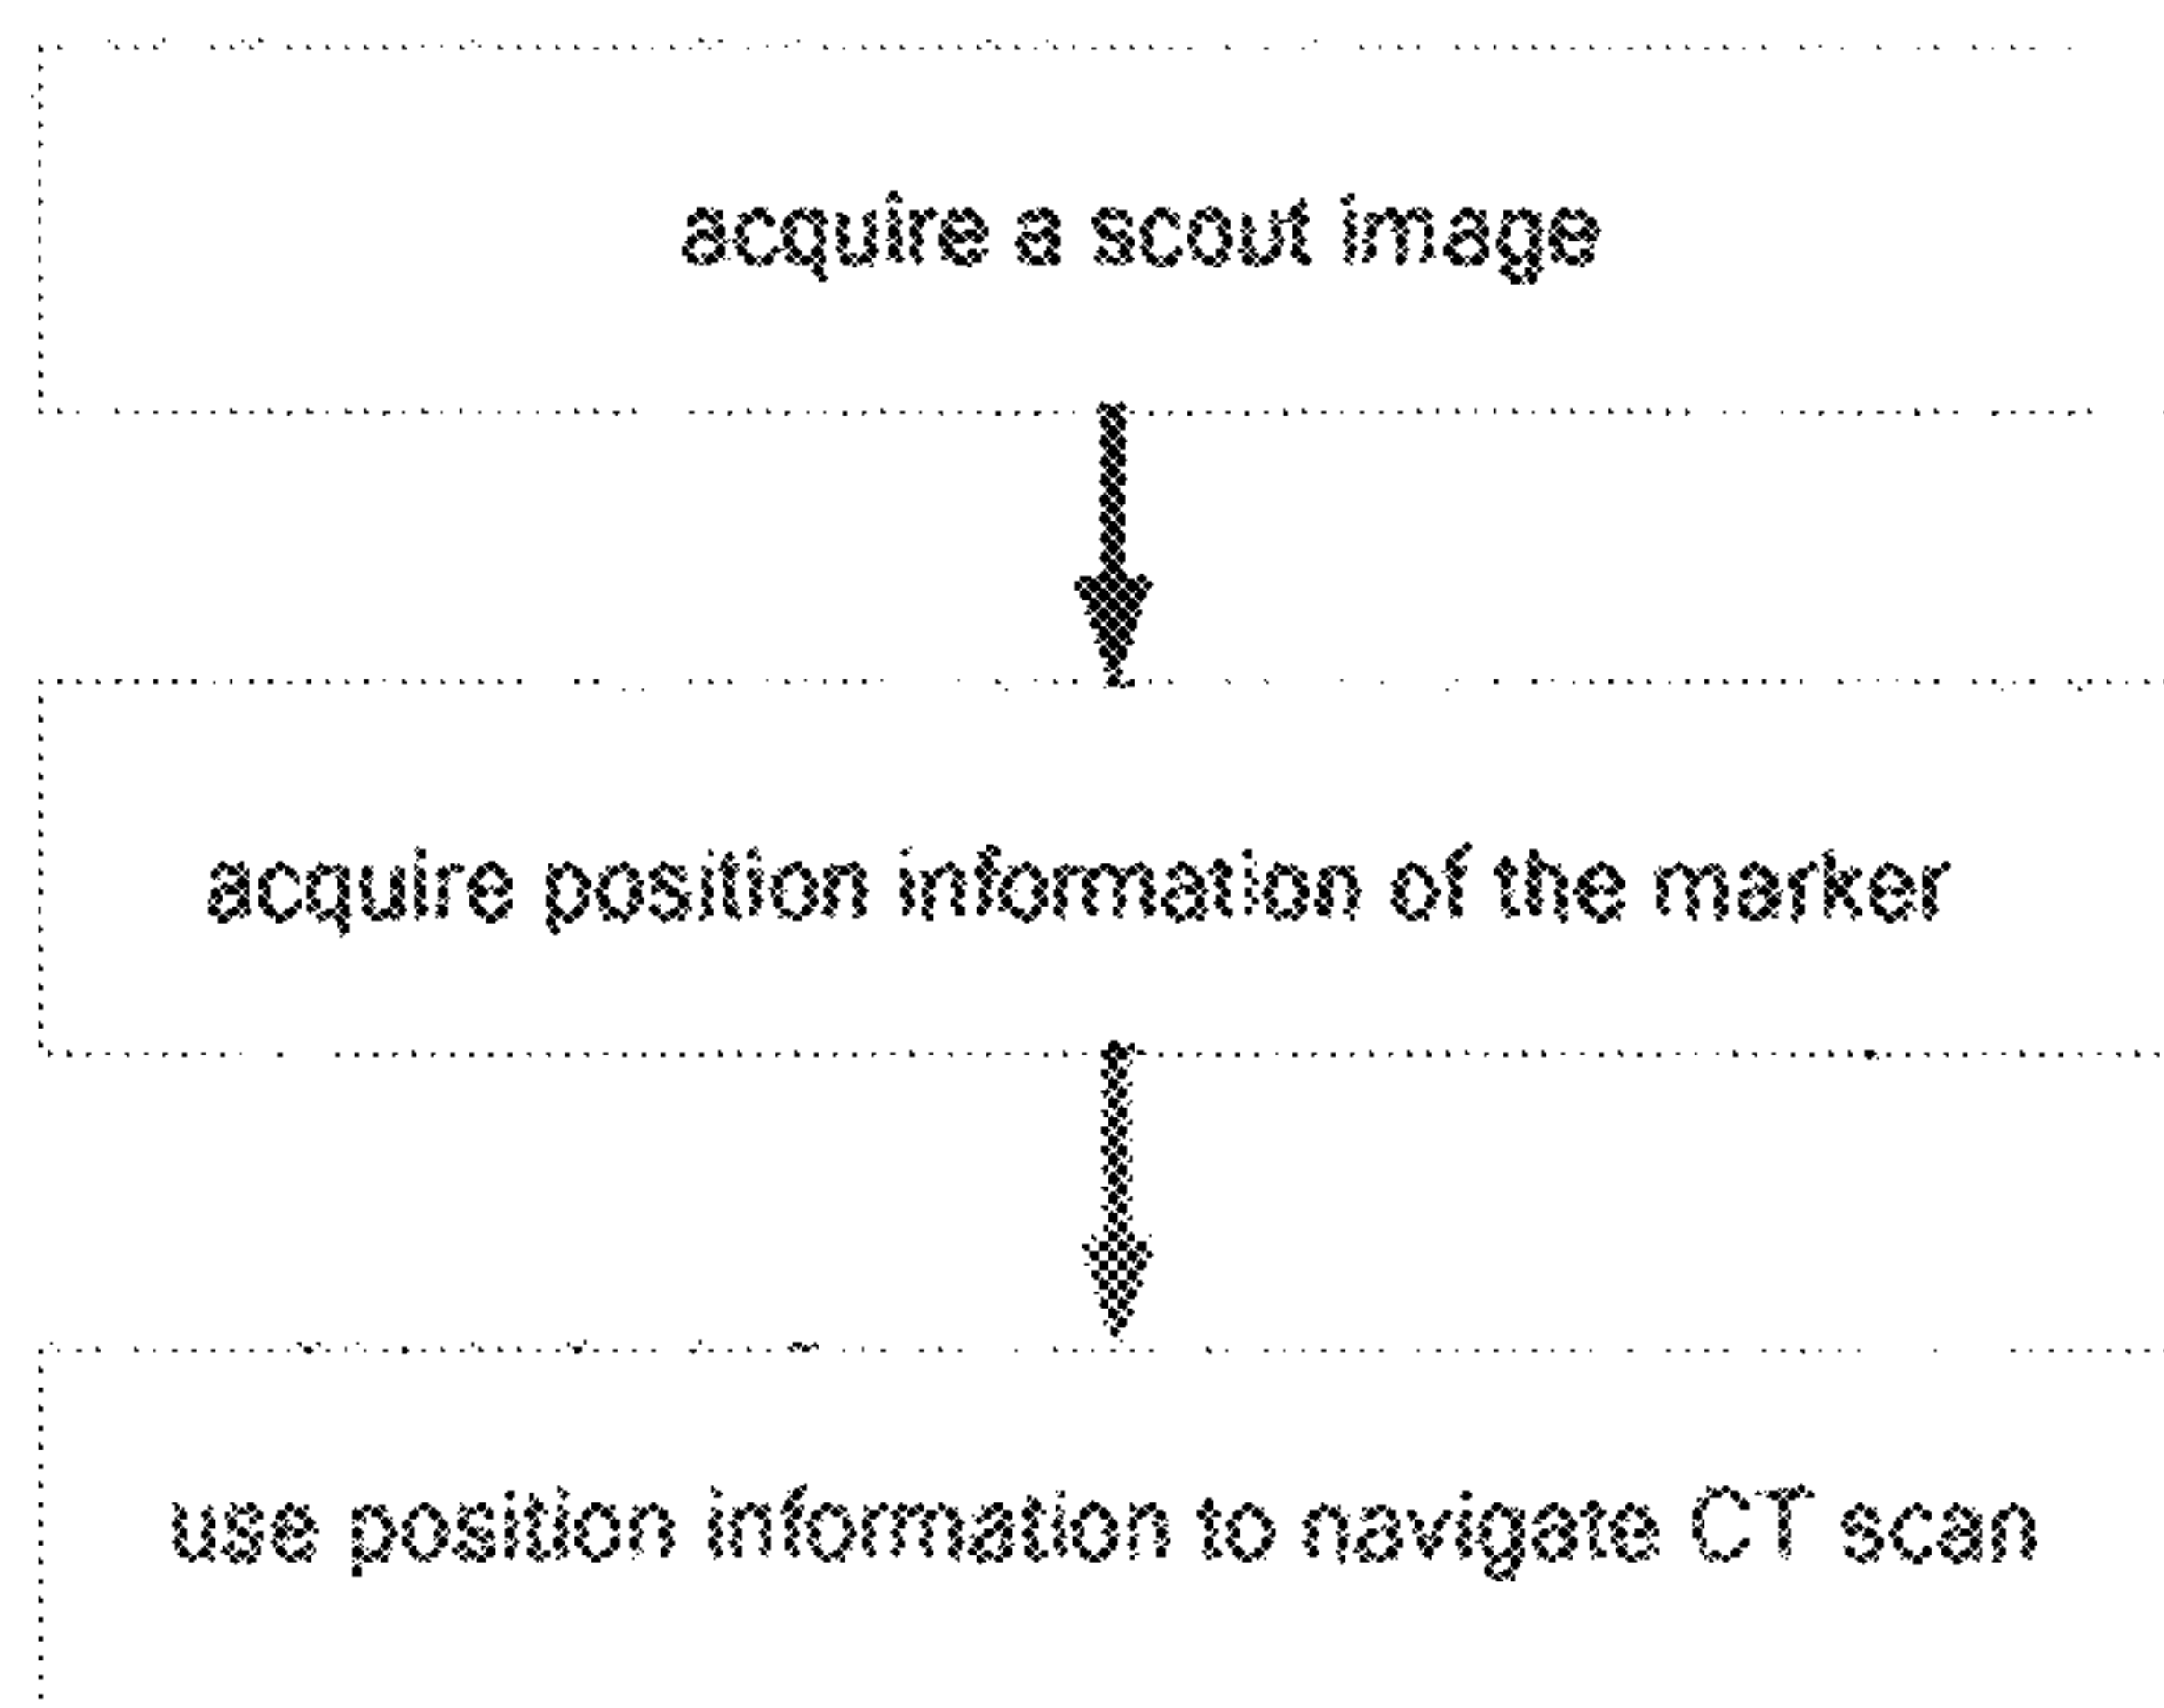 acquire a scout image
acquire position information of the marker
use position information to navigate CT scan